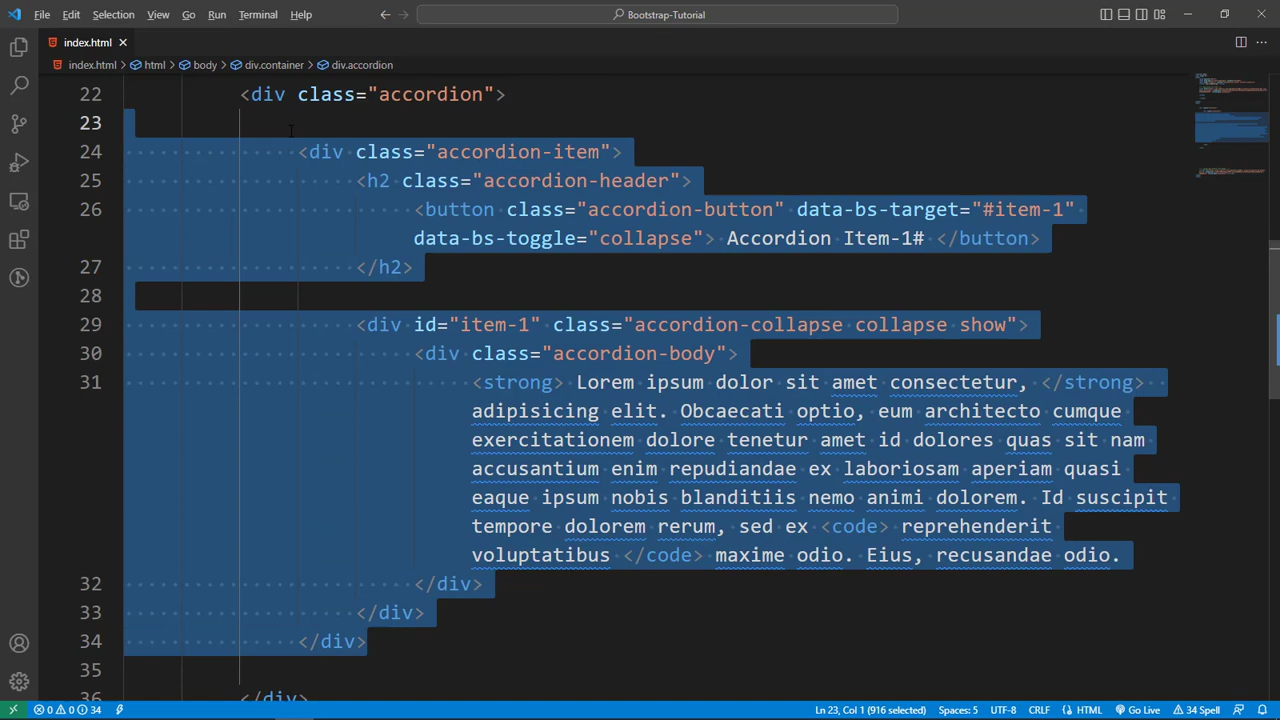 File Edit Selection View Go Run Terminal Help Bootstrap-Tutorial
index.html
index.html html body div.container div.accordion
22 <div class="accordion">
23
24 <div class="accordion-item">
25 <h2 class="accordion-header">
26 <button class="accordion-button" data-bs-target="#item-1"
data-bs-toggle="collapse"> Accordion Item-1# </button>
27 </h2>
28
29 <div id="item-1" class="accordion-collapse collapse show">
30 <div class="accordion-body">
31 <strong> Lorem ipsum dolor sit amet consectetur, </strong>
adipisicing elit. Obcaecati optio, eum architecto cumque
exercitationem dolore tenetur amet id dolores quas sit nam
accusantium enim repudiandae ex laboriosam aperiam quasi
eaque ipsum nobis blanditiis nemo animi dolorem. Id suscipit
tempore dolorem rerum, sed ex <code> reprehenderit
voluptatibus </code> maxime odio. Eius, recusandae odio.
32 </div>
33 </div>
34 </div>
35
36 </div>
0 0 34 Ln 23, Col 1 (916 selected) Spaces: 5 UTF-8 CRLF HTML Go Live 34 Spell